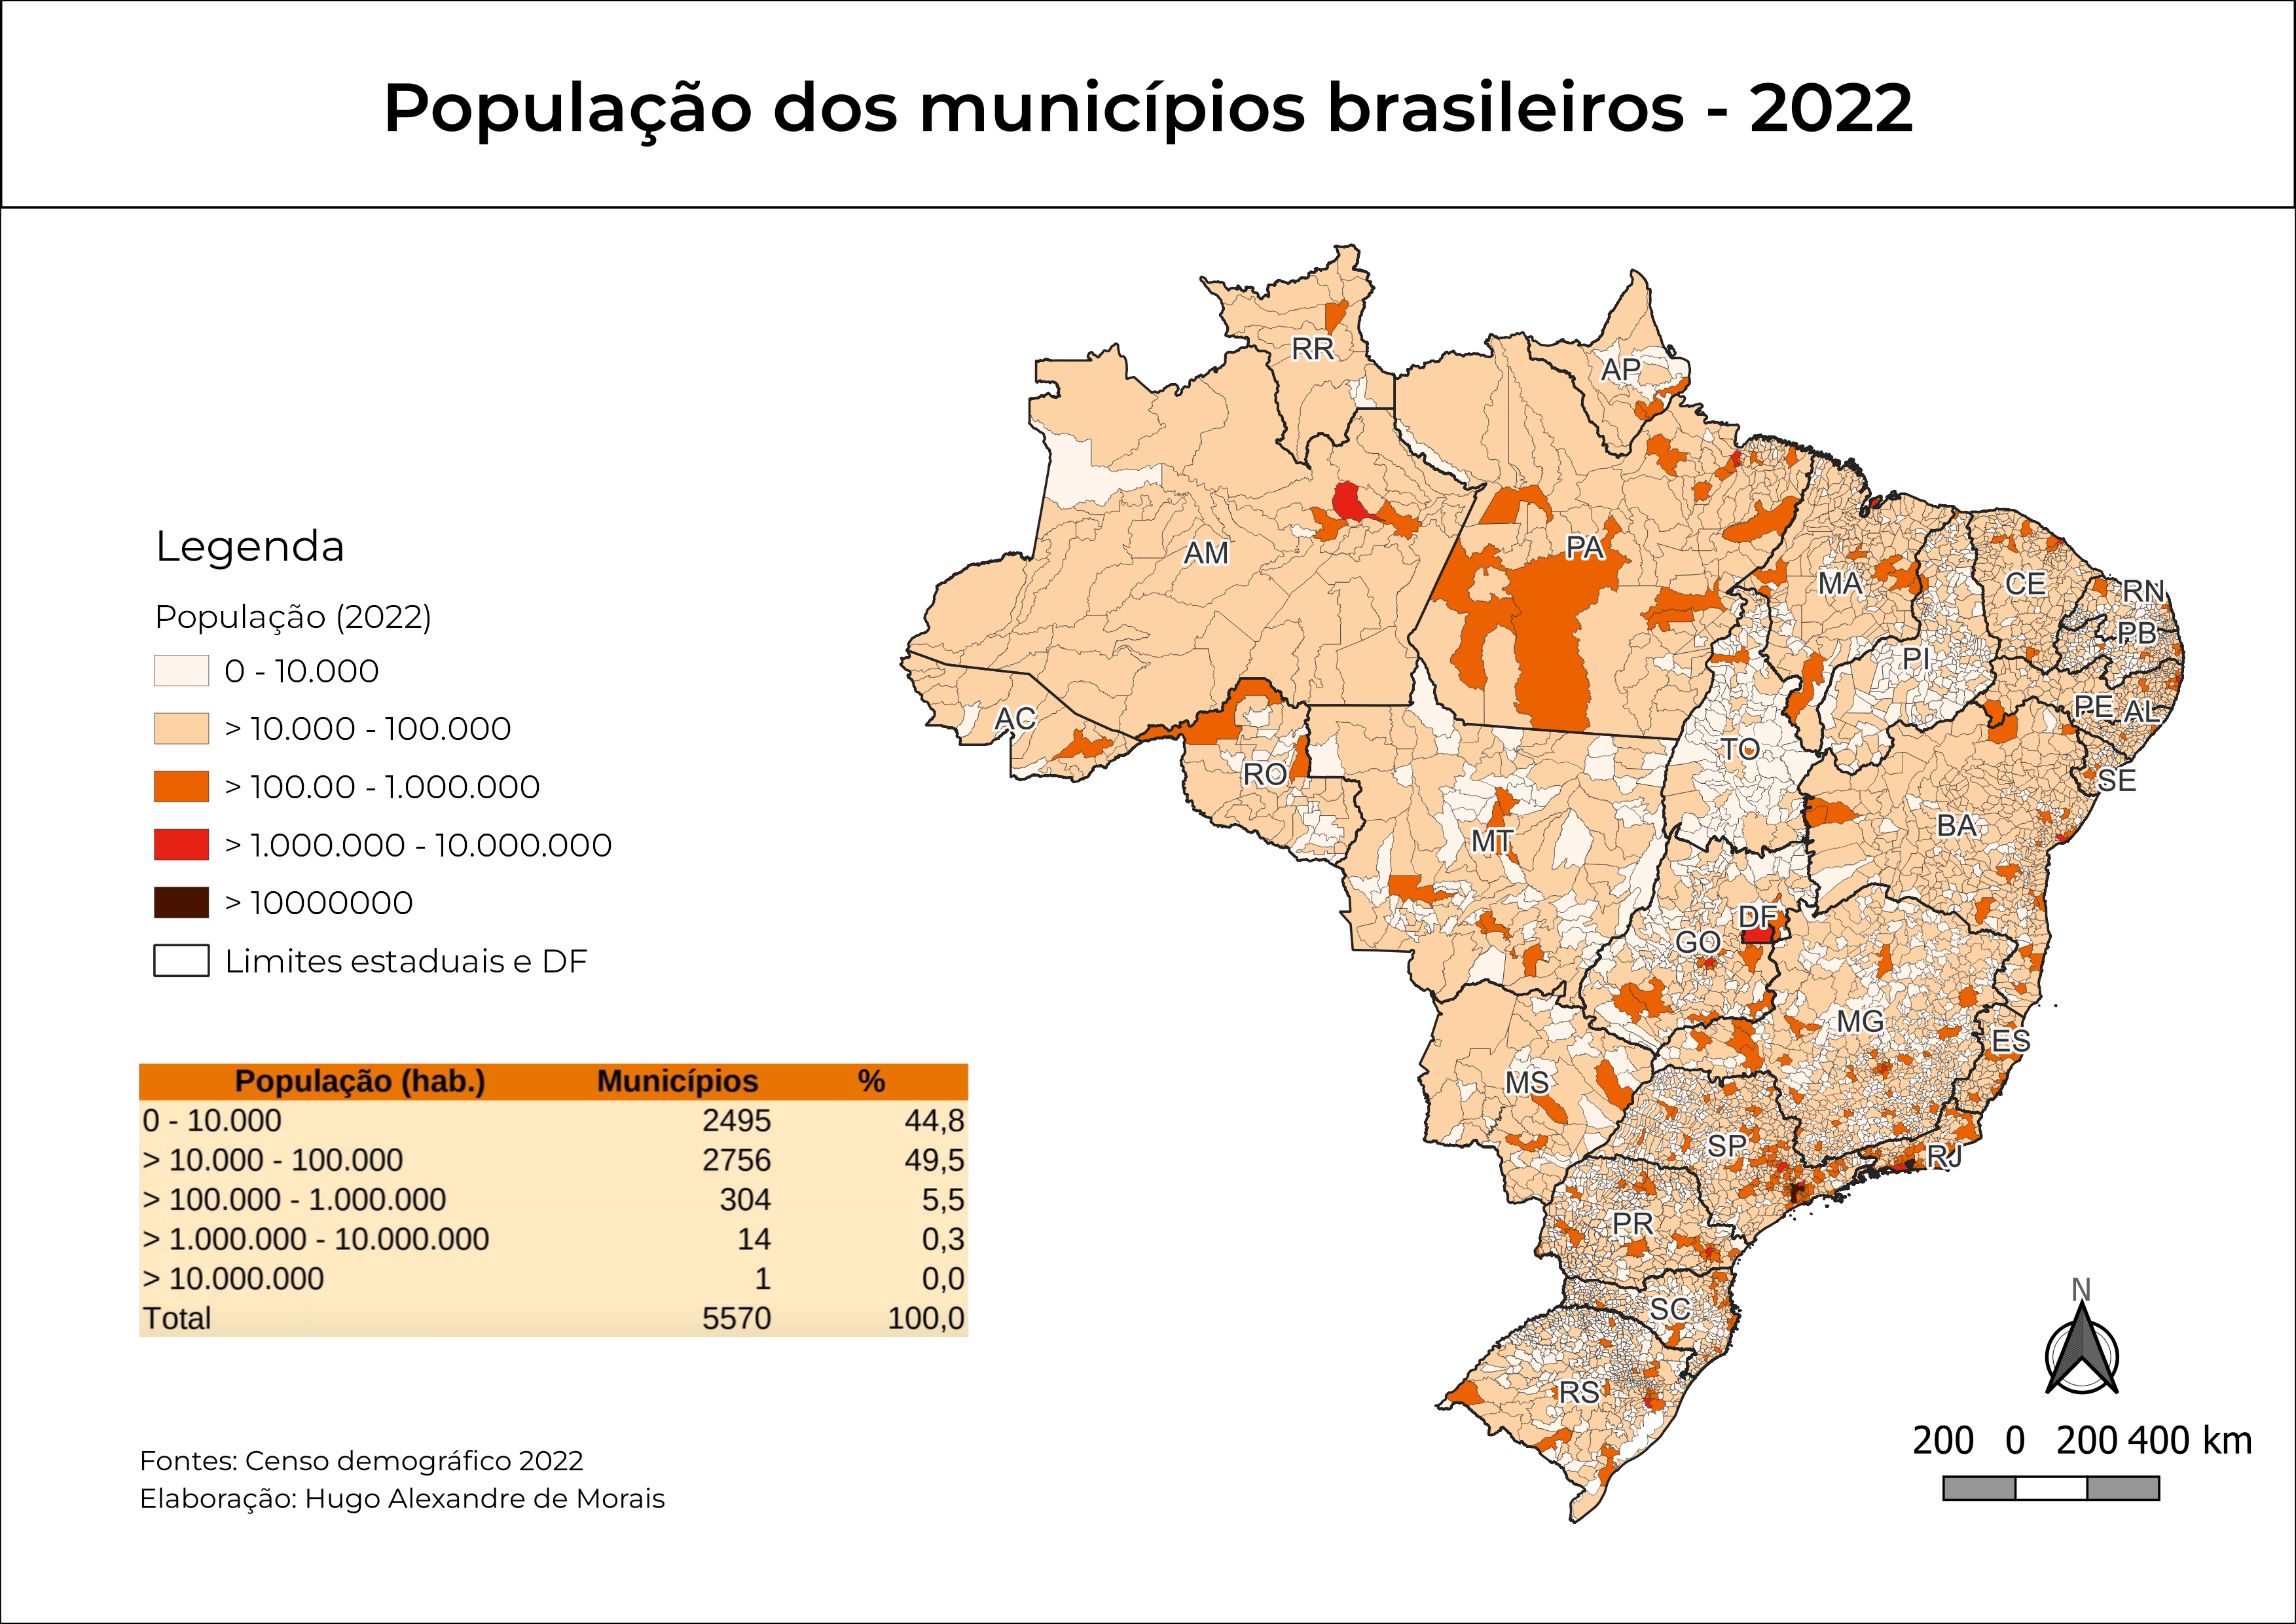 População dos municípios brasileiros - 2022
RR
AP
AM
PA
MA
CE
RN
PB
PI
PE
AL
AC
TO
SE
RO
BA
MT
DF
GO
MG
ES
MS
SP
RJ
PR
SC
RS
Legenda
População (2022)
0 - 10.000
> 10.000 - 100.000
> 100.00 - 1.000.000
> 1.000.000 - 10.000.000
> 10000000
Limites estaduais e DF
População (hab.) Municípios %
0 - 10.000 2495 44,8
> 10.000 - 100.000 2756 49,5
> 100.000 - 1.000.000 304 5,5
> 1.000.000 - 10.000.000 14 0,3
> 10.000.000 1 0,0
Total 5570 100,0
Fontes: Censo demográfico 2022
Elaboração: Hugo Alexandre de Morais
N
200 0 200 400 km